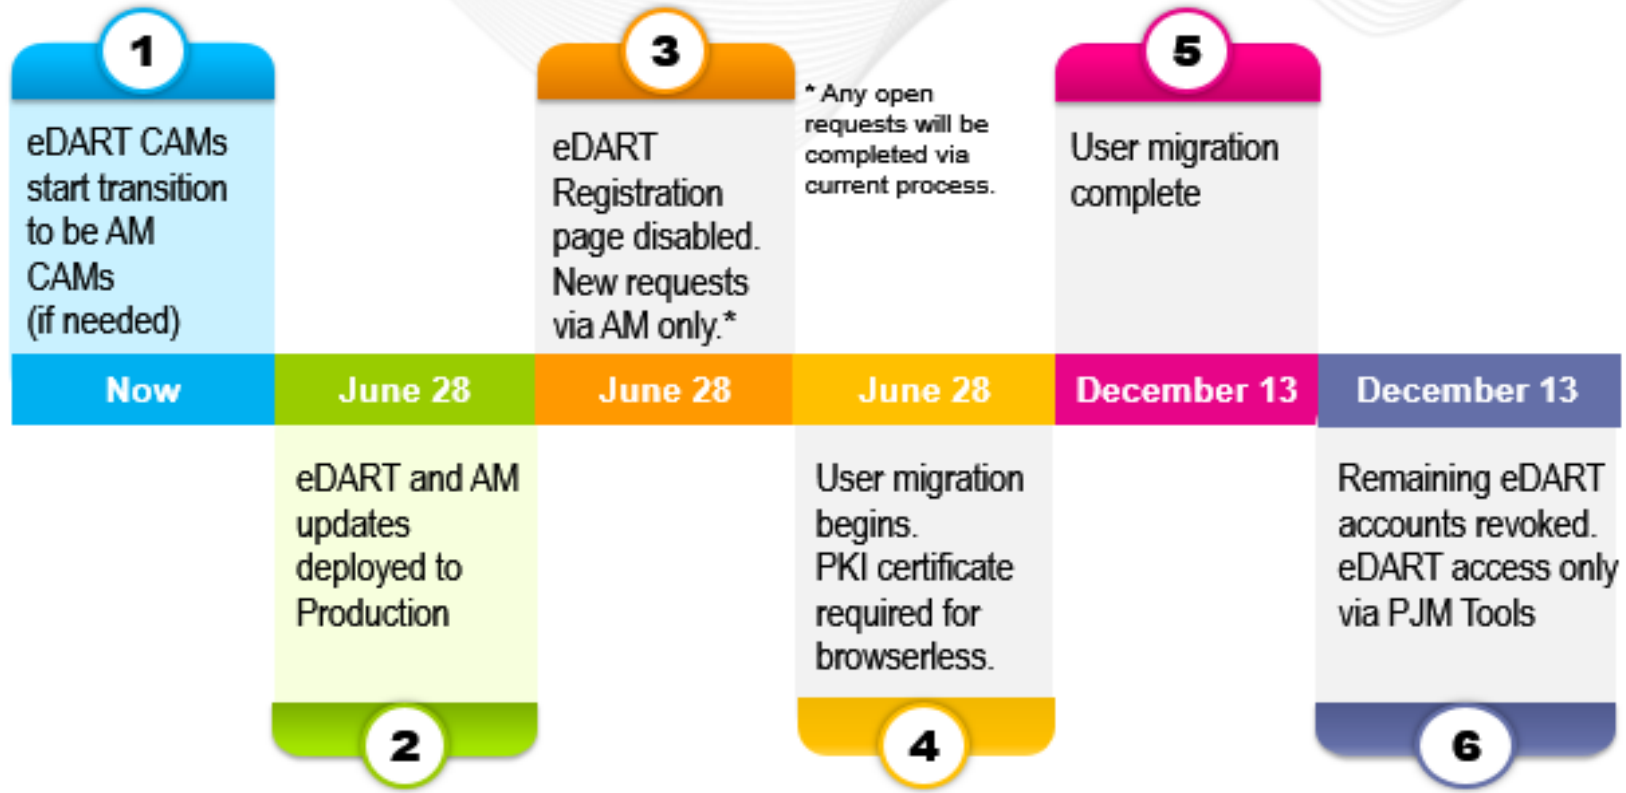 1
eDART CAMs
start transition
to be AM
CAMs
(if needed)
Now
June 28
eDART and AM
updates
deployed to
Production
2
3
eDART
Registration
page disabled.
New requests
via AM only.*
June 28
* Any open
requests will be
completed via
current process.
June 28
User migration
begins.
PKI certificate
required for
browserless.
4
5
User migration
complete
December 13
December 13
Remaining eDART
accounts revoked.
eDART access only
via PJM Tools
6